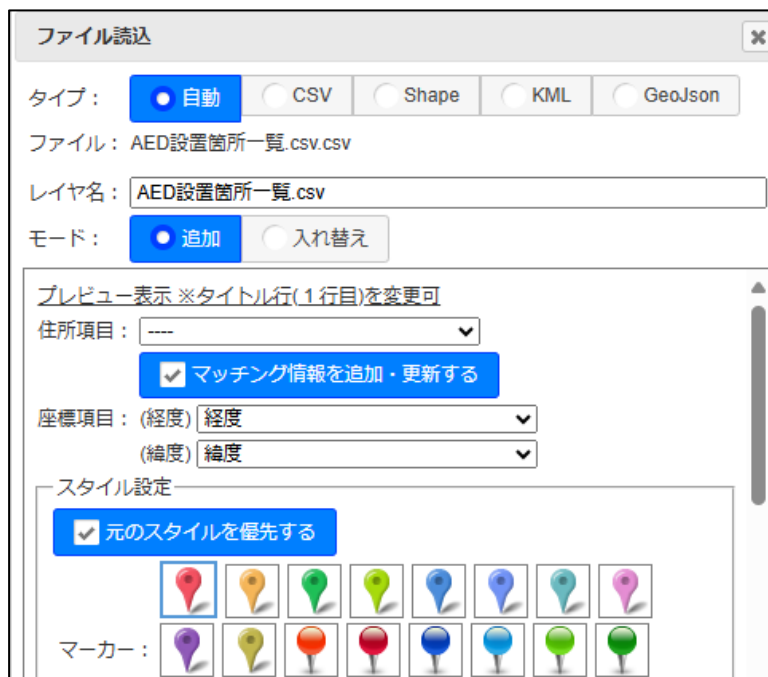 ファイル読込
タイプ： 自動 CSV Shape KML GeoJson
ファイル： AED設置箇所一覧.csv.csv
レイヤ名： AED設置箇所一覧.csv
モード： 追加 入れ替え
プレビュー表示 ※タイトル行(１行目)を変更可
住所項目： ----
マッチング情報を追加・更新する
座標項目： (経度) 経度
(緯度) 緯度
スタイル設定
元のスタイルを優先する
マーカー：